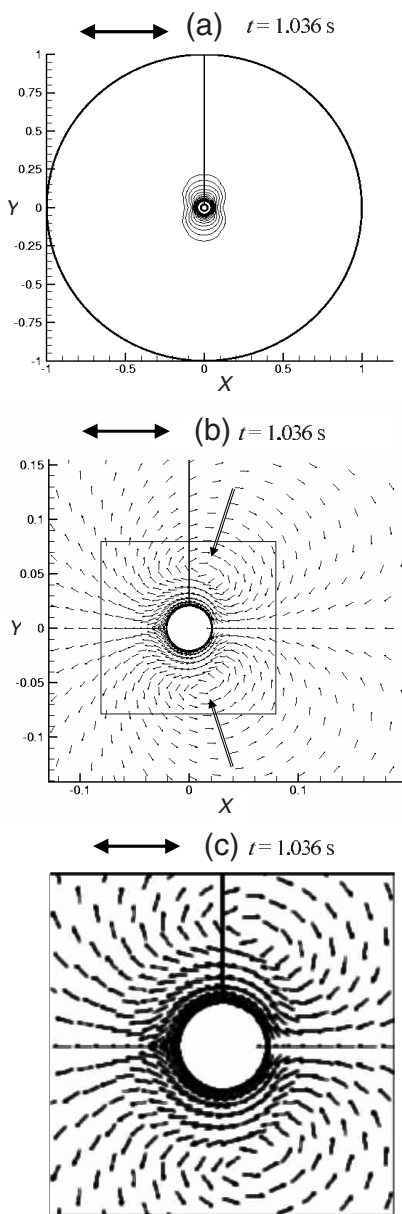 (a) t = 1.036 s
1
0.75
0.5
0.25
Y 0
-0.25
-0.5
-0.75
-1
-1 -0.5 0 0.5 1
X
(b) t = 1.036 s
0.15
0.1
0.05
Y 0
-0.05
-0.1
-0.1 0 0.1
X
(c) t = 1.036 s